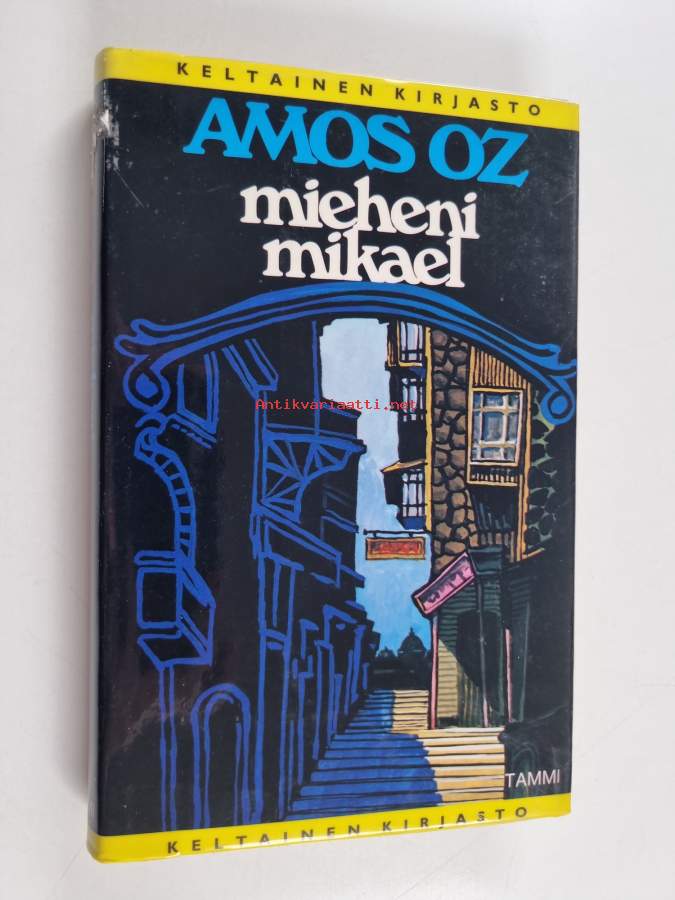 KELTAINEN KIRJASTO
AMOS OZ
mieheni
mikael
Antikvariaatti.net
TAMMI
KELTAINEN KIRJASTO